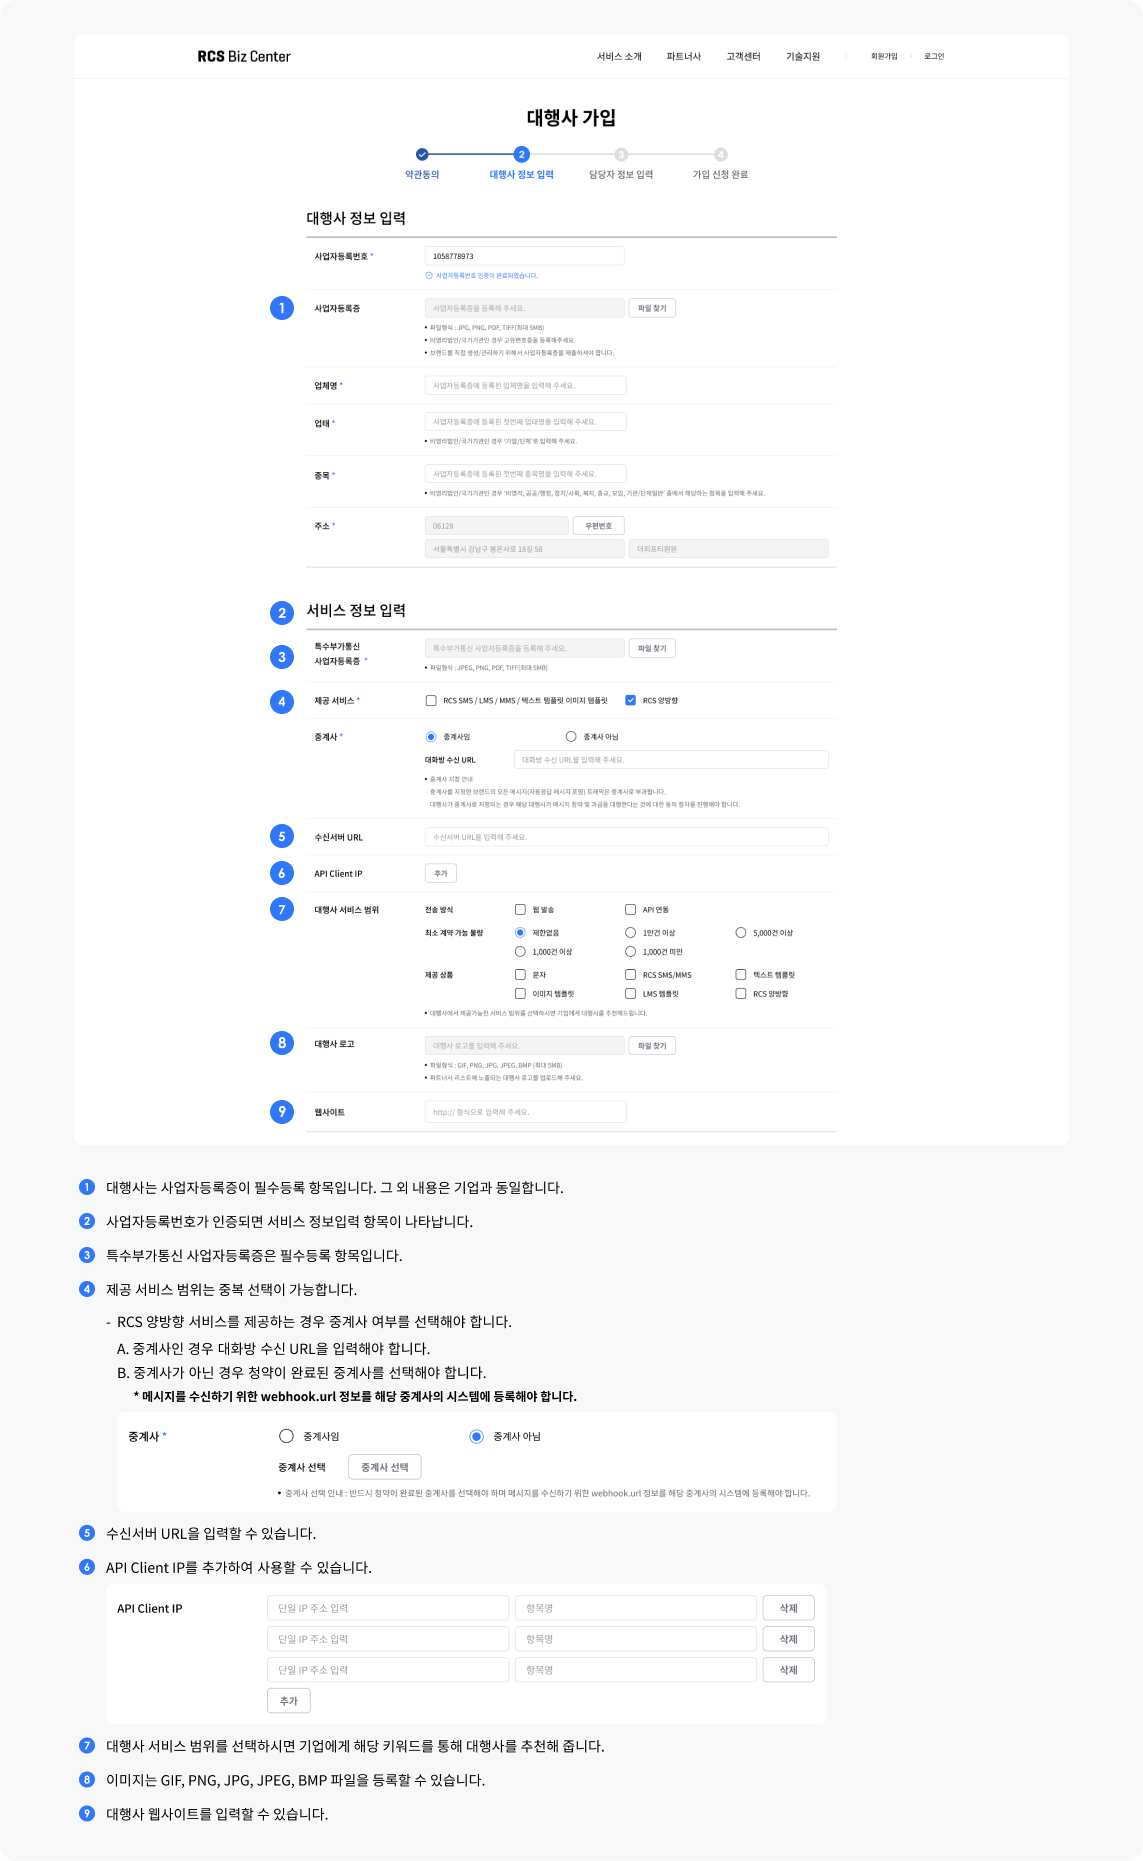 RCS Biz Center
서비스 소개 파트너사 고객센터 기술지원 회원가입 로그인
대행사 가입
2 3 4
약관동의 대행사 정보 입력 담당자 정보 입력 가입 신청 완료
대행사 정보 입력
사업자등록번호 * 1058778973
사업자등록번호 인증이 완료되었습니다.
1 사업자등록증 사업자등록증을 등록해 주세요. 파일 찾기
• 파일형식 : JPG, PNG, PDF, TIFF(최대 5MB)
• 비영리법인/국가기관인 경우 고유번호증을 등록해주세요.
• 브랜드를 직접 생성/관리하기 위해서 사업자등록증을 제출하셔야 합니다.
업체명 * 사업자등록증에 등록된 업체명을 입력해 주세요.
업태 * 사업자등록증에 등록된 첫번째 업태명을 입력해 주세요.
• 비영리법인/국가기관인 경우 '기업/단체'로 입력해 주세요.
종목 * 사업자등록증에 등록된 첫번째 종목명을 입력해 주세요.
• 비영리법인/국가기관인 경우 '비영리, 공공/행정, 정치/사회, 복지, 종교, 모임, 기관/단체일반' 중에서 해당하는 항목을 입력해 주세요.
주소 * 06128 우편번호
서울특별시 강남구 봉은사로 18길 58 더피프티원원
2 서비스 정보 입력
3 특수부가통신
사업자등록증 * 특수부가통신 사업자등록증을 등록해 주세요. 파일 찾기
• 파일형식 : JPEG, PNG, PDF, TIFF(최대 5MB)
4 제공 서비스 * RCS SMS / LMS / MMS / 텍스트 템플릿 이미지 템플릿 RCS 양방향
중계사 * 중계사임 중계사 아님
대화방 수신 URL 대화방 수신 URL을 입력해 주세요.
• 중계사 지정 안내
중계사를 지정한 브랜드의 모든 메시지(자동응답 메시지 포함) 트래픽은 중계사로 부과됩니다.
대행사가 중계사로 지정되는 경우 해당 대행사가 메시지 청약 및 과금을 대행한다는 것에 대한 동의 절차를 진행해야 합니다.
5 수신서버 URL 수신서버 URL을 입력해 주세요.
6 API Client IP 추가
7 대행사 서비스 범위 전송 방식 웹 발송 API 연동
최소 계약 가능 물량 제한없음 1만건 이상 5,000건 이상
1,000건 이상 1,000건 미만
제공 상품 문자 RCS SMS/MMS 텍스트 템플릿
이미지 템플릿 LMS 템플릿 RCS 양방향
• 대행사에서 제공가능한 서비스 범위를 선택하시면 기업에게 대행사를 추천해드립니다.
8 대행사 로고 대행사 로고를 입력해 주세요. 파일 찾기
• 파일형식 : GIF, PNG, JPG, JPEG, BMP (최대 5MB)
• 파트너사 리스트에 노출되는 대행사 로고를 업로드해 주세요.
9 웹사이트 http:// 형식으로 입력해 주세요.
1 대행사는 사업자등록증이 필수등록 항목입니다. 그 외 내용은 기업과 동일합니다.
2 사업자등록번호가 인증되면 서비스 정보입력 항목이 나타납니다.
3 특수부가통신 사업자등록증은 필수등록 항목입니다.
4 제공 서비스 범위는 중복 선택이 가능합니다.
- RCS 양방향 서비스를 제공하는 경우 중계사 여부를 선택해야 합니다.
A. 중계사인 경우 대화방 수신 URL을 입력해야 합니다.
B. 중계사가 아닌 경우 청약이 완료된 중계사를 선택해야 합니다.
* 메시지를 수신하기 위한 webhook.url 정보를 해당 중계사의 시스템에 등록해야 합니다.
중계사 * 중계사임 중계사 아님
중계사 선택 중계사 선택
• 중계사 선택 안내 : 반드시 청약이 완료된 중계사를 선택해야 하며 메시지를 수신하기 위한 webhook.url 정보를 해당 중계사의 시스템에 등록해야 합니다.
5 수신서버 URL을 입력할 수 있습니다.
6 API Client IP를 추가하여 사용할 수 있습니다.
API Client IP 단일 IP 주소 입력 항목명 삭제
단일 IP 주소 입력 항목명 삭제
단일 IP 주소 입력 항목명 삭제
추가
7 대행사 서비스 범위를 선택하시면 기업에게 해당 키워드를 통해 대행사를 추천해 줍니다.
8 이미지는 GIF, PNG, JPG, JPEG, BMP 파일을 등록할 수 있습니다.
9 대행사 웹사이트를 입력할 수 있습니다.